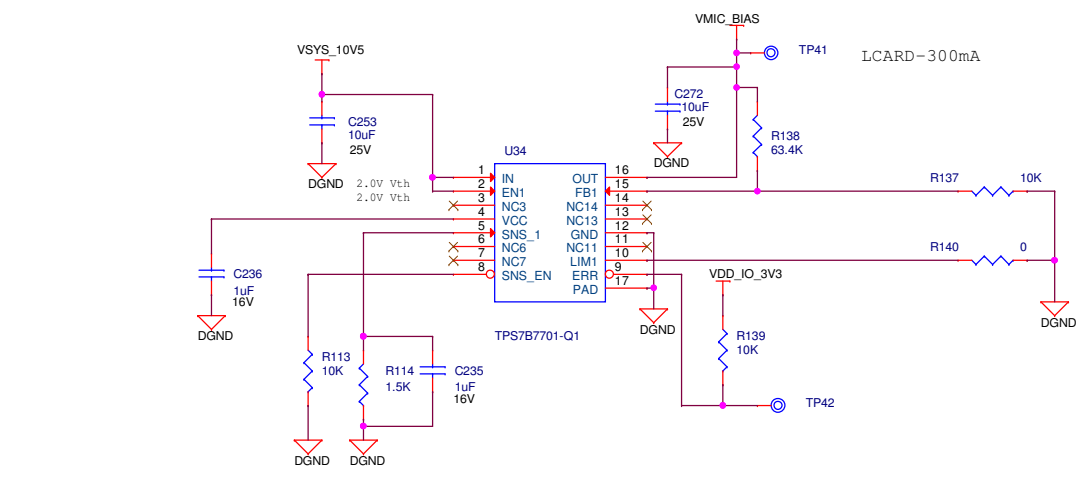 VMIC_BIAS
VSYS_10V5
TP41
LCARD-300mA
C253
10uF
25V
C272
10uF
25V
R138
63.4K
DGND
DGND
U34
2.0V Vth
2.0V Vth
1 IN
2 EN1
3 NC3
4 VCC
5 SNS_1
6 NC6
7 NC7
8 SNS_EN
OUT 16
FB1 15
NC14 14
NC13 13
GND 12
NC11 11
LIM1 10
ERR 9
PAD 17
TPS7B7701-Q1
R137 10K
R140 0
C236
1uF
16V
DGND
VDD_IO_3V3
DGND
DGND
R139
10K
R113
10K
R114
1.5K
C235
1uF
16V
TP42
DGND
DGND